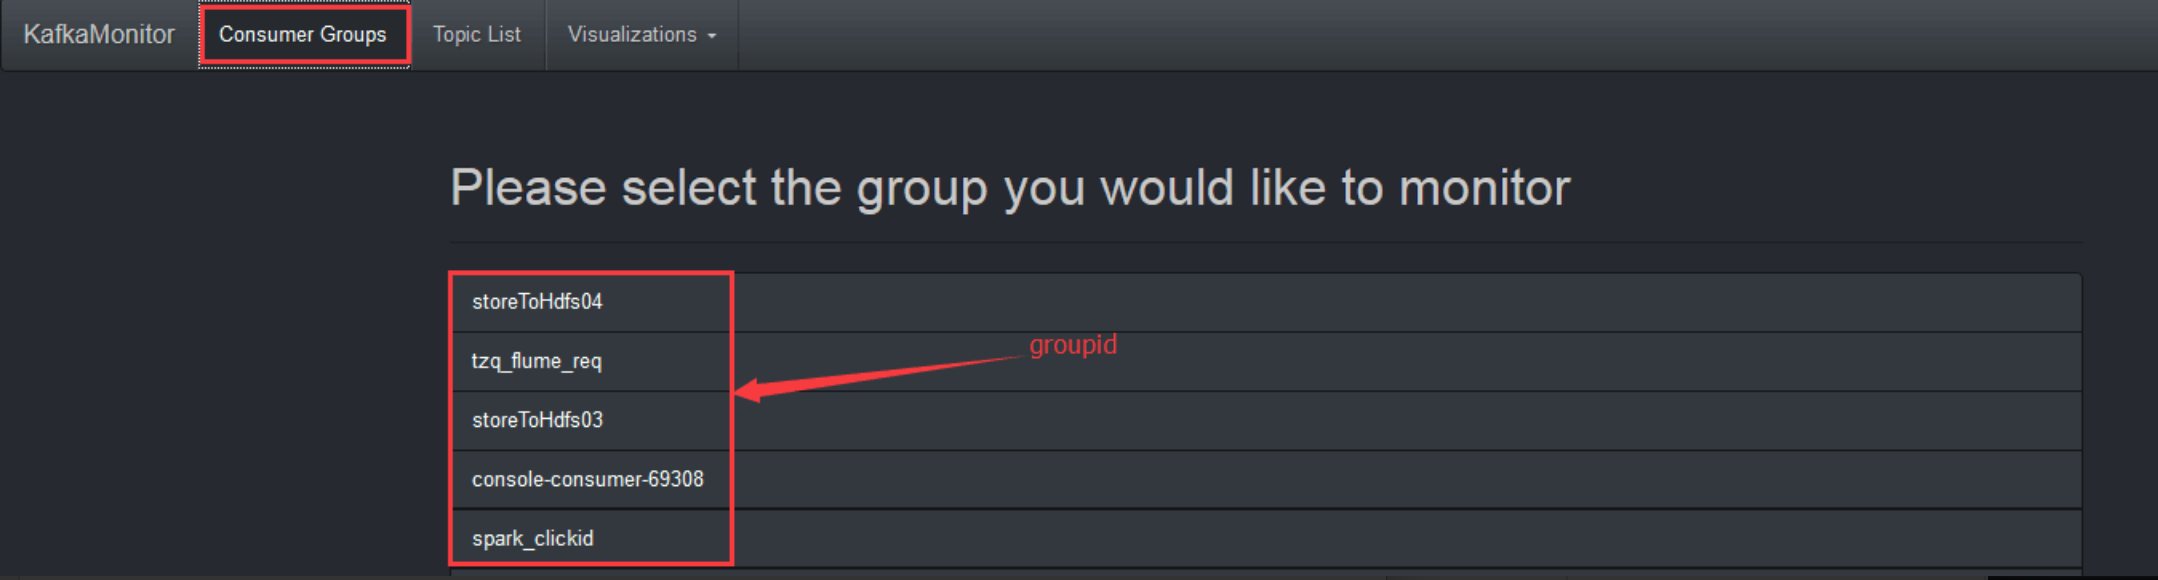 KafkaMonitor Consumer Groups Topic List Visualizations
Please select the group you would like to monitor
storeToHdfs04
groupid
tzq_flume_req
storeToHdfs03
console-consumer-69308
spark_clickid